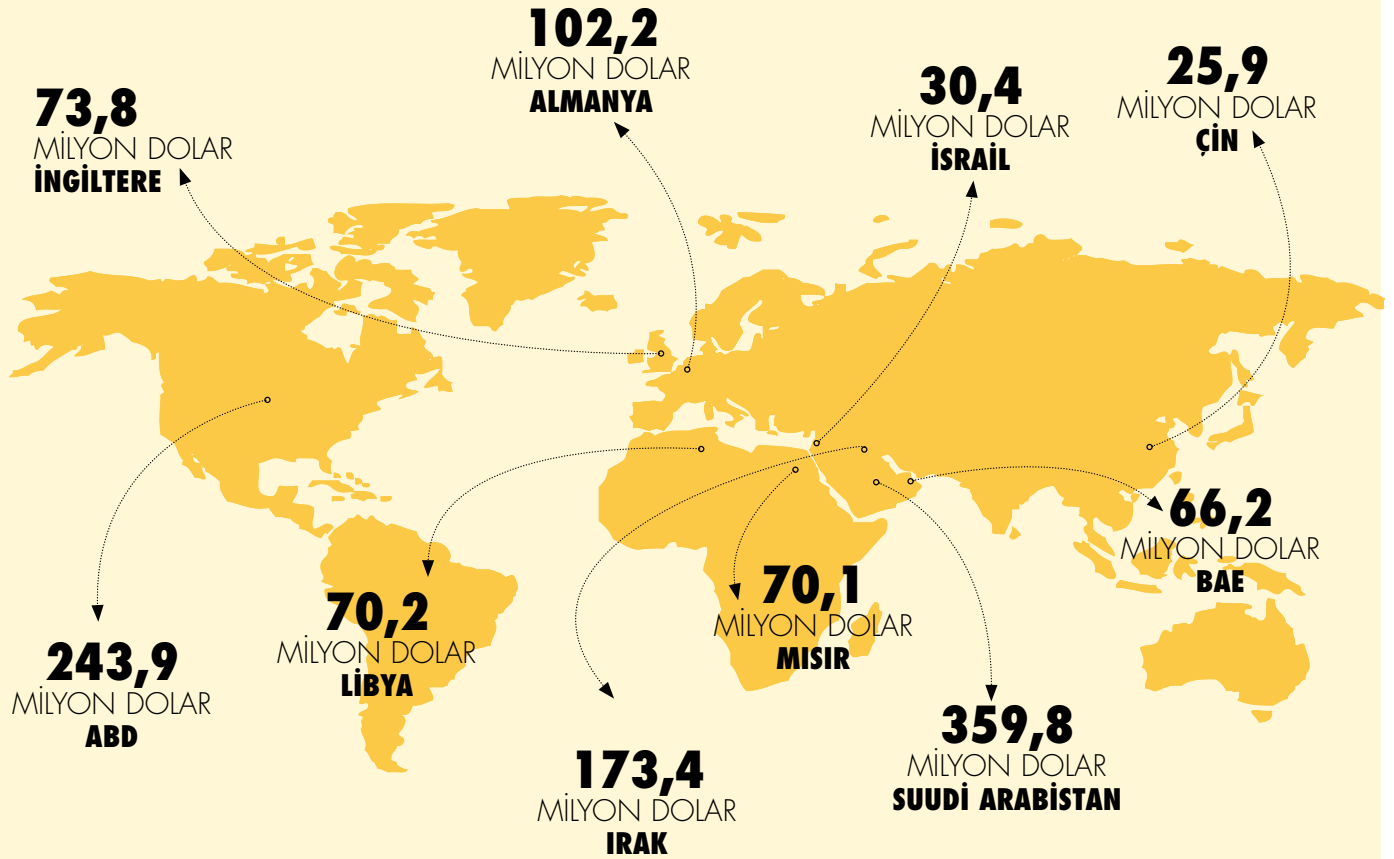 102,2
MİLYON DOLAR
ALMANYA
73,8
MİLYON DOLAR
İNGİLTERE
30,4
MİLYON DOLAR
İSRAİL
25,9
MİLYON DOLAR
ÇİN
66,2
MİLYON DOLAR
BAE
70,1
MİLYON DOLAR
MISIR
70,2
MİLYON DOLAR
LİBYA
243,9
MİLYON DOLAR
ABD
359,8
MİLYON DOLAR
SUUDİ ARABİSTAN
173,4
MİLYON DOLAR
IRAK